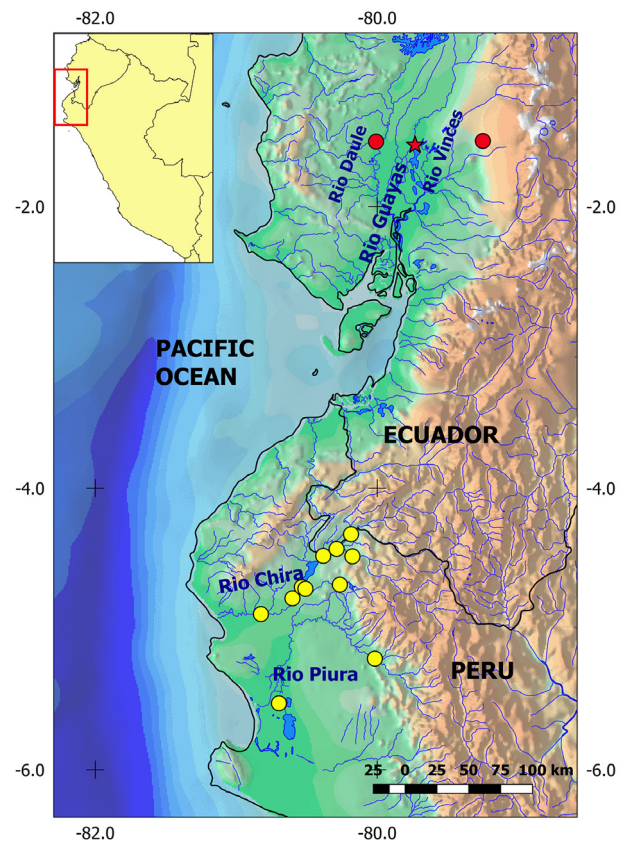 -82.0 -80.0
Rio Daule
Rio Guayas
Rio Vinces
-2.0 -2.0
PACIFIC
OCEAN
ECUADOR
-4.0 -4.0
Rio Chira
Rio Piura
PERU
25 0 25 50 75 100 km
-6.0 -6.0
-82.0 -80.0